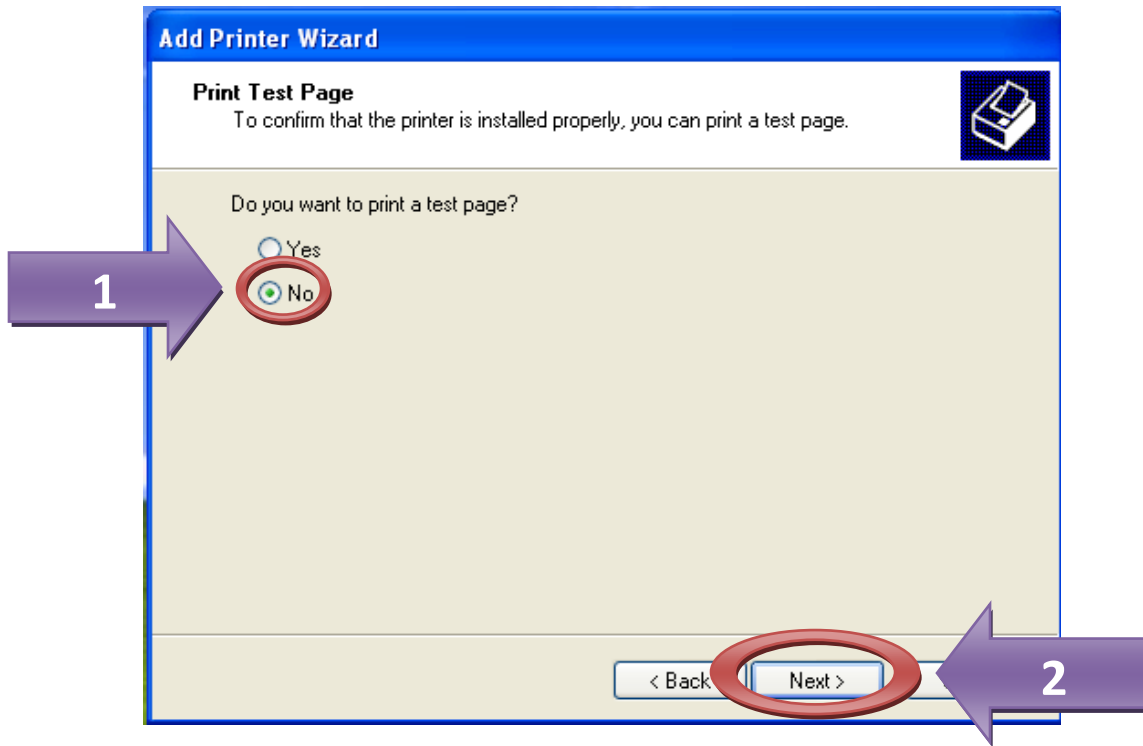 Add Printer Wizard
Print Test Page
To confirm that the printer is installed properly, you can print a test page.
Do you want to print a test page?
Yes
1
No
< Back
Next >
2